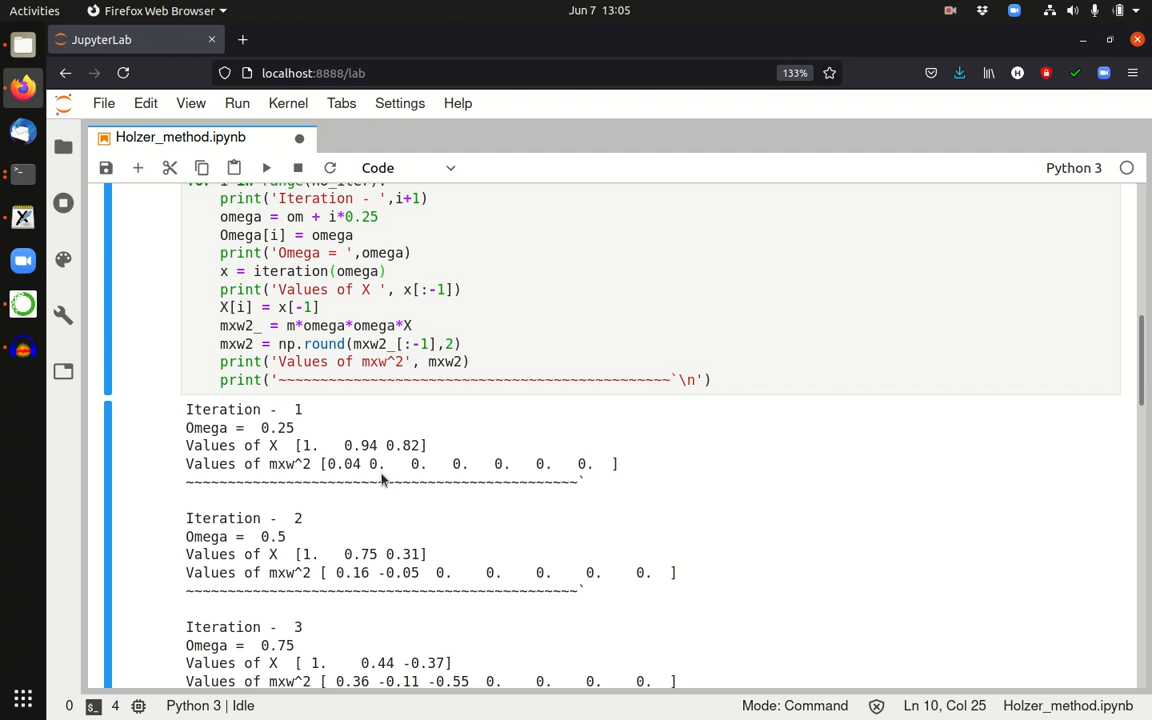 Activities
Firefox Web Browser
Jun 7 13:05
JupyterLab
localhost:8888/lab
133%
File Edit View Run Kernel Tabs Settings Help
Holzer_method.ipynb
Code
Python 3
for i in range(no_iter):
print('Iteration - ',i+1)
omega = om + i*0.25
Omega[i] = omega
print('Omega = ',omega)
x = iteration(omega)
print('Values of X ', x[:-1])
X[i] = x[-1]
mxw2_ = m*omega*omega*X
mxw2 = np.round(mxw2_[:-1],2)
print('Values of mxw^2', mxw2)
print('~~~~~~~~~~~~~~~~~~~~~~~~~~~~~~~~~~~~~~~~~~~~~~~`\n')
Iteration -  1
Omega =  0.25
Values of X  [1.   0.94 0.82]
Values of mxw^2 [0.04 0.   0.   0.   0.   0.   0.  ]
~~~~~~~~~~~~~~~~~~~~~~~~~~~~~~~~~~~~~~~~~~~~~~~`
Iteration -  2
Omega =  0.5
Values of X  [1.   0.75 0.31]
Values of mxw^2 [ 0.16 -0.05  0.    0.    0.    0.    0.  ]
~~~~~~~~~~~~~~~~~~~~~~~~~~~~~~~~~~~~~~~~~~~~~~~`
Iteration -  3
Omega =  0.75
Values of X  [ 1.    0.44 -0.37]
Values of mxw^2 [ 0.36 -0.11 -0.55  0.    0.    0.    0.  ]
0 4 Python 3 | Idle
Mode: Command
Ln 10, Col 25
Holzer_method.ipynb